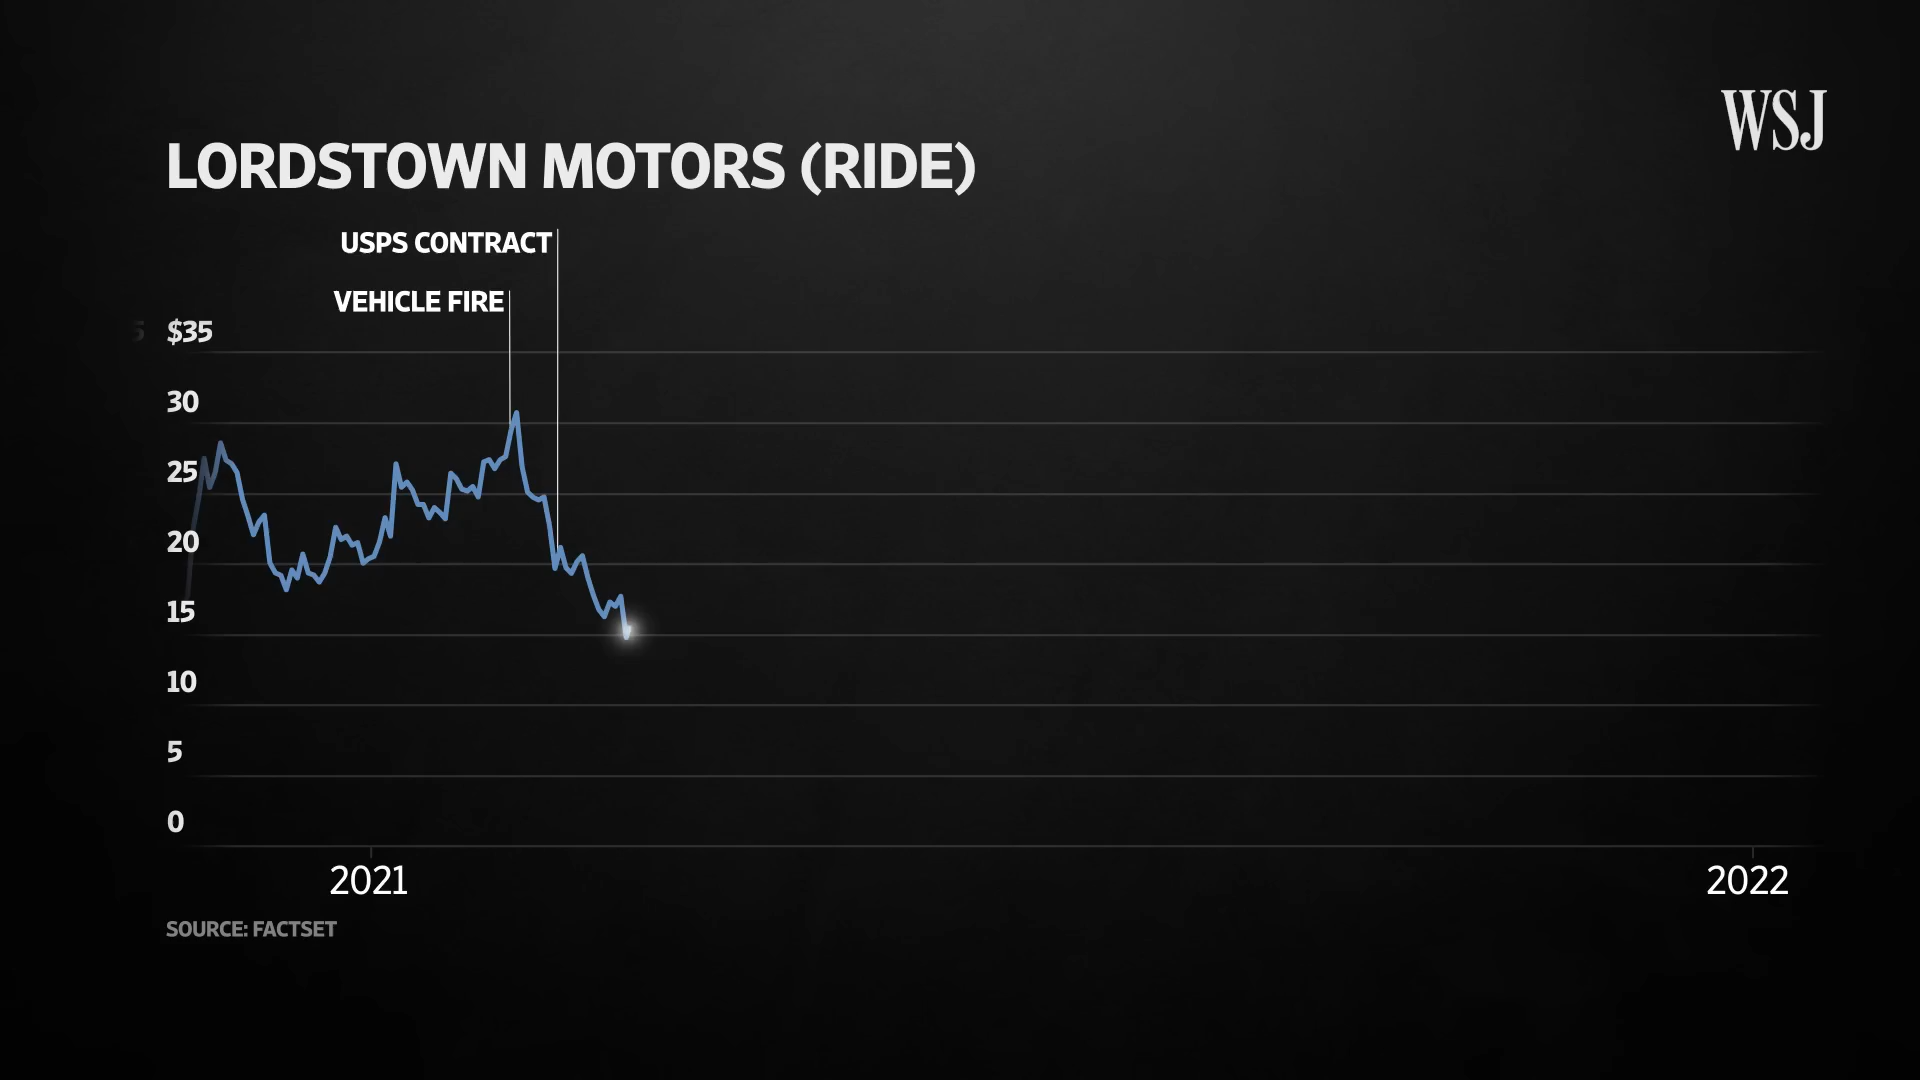 WSJ
LORDSTOWN MOTORS (RIDE)
USPS CONTRACT
VEHICLE FIRE
$35
30
25
20
15
10
5
0
2021
2022
SOURCE: FACTSET